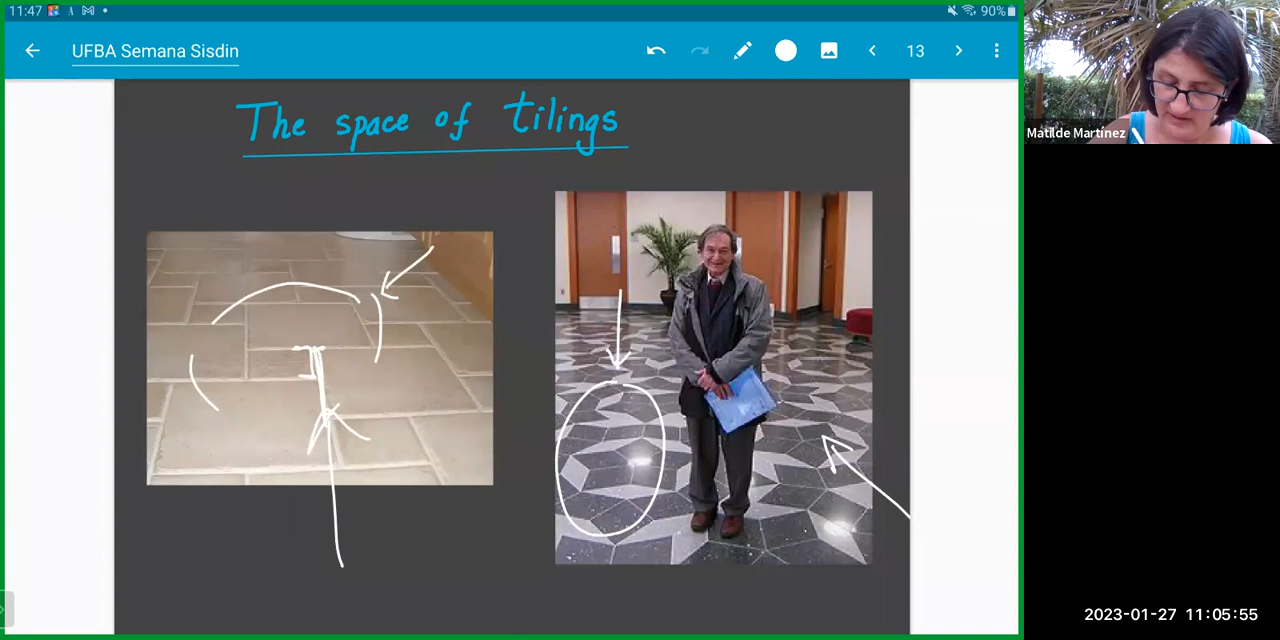 11:47
90%
UFBA Semana Sisdin
13
The space of tilings
Matilde Martínez
2023-01-27 11:05:55